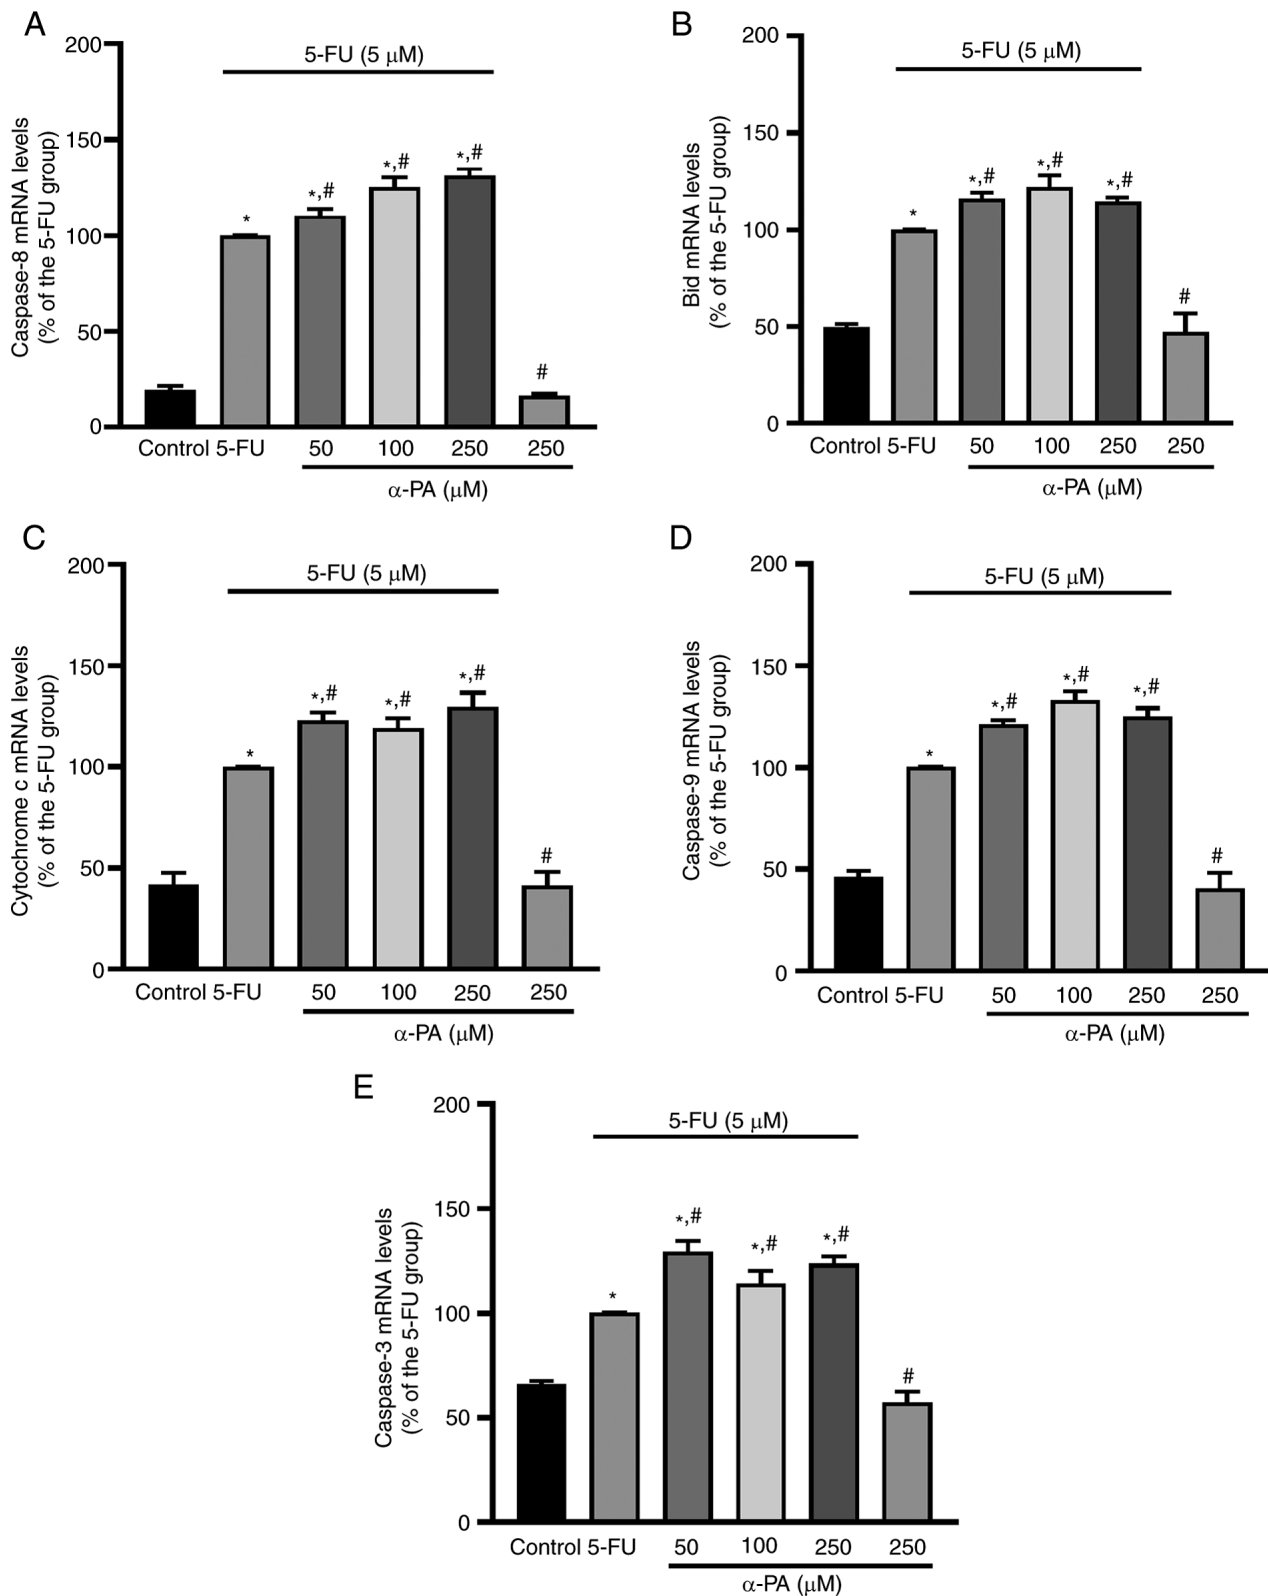 A
200
150
100
50
0
Caspase-8 mRNA levels
(% of the 5-FU group)
5-FU (5 μM)
*
*,#
*,#
*,#
#
Control 5-FU 50 100 250 250
α-PA (μM)
B
200
150
100
50
0
Bid mRNA levels
(% of the 5-FU group)
5-FU (5 μM)
*
*,#
*,#
*,#
#
Control 5-FU 50 100 250 250
α-PA (μM)
C
200
150
100
50
0
Cytochrome c mRNA levels
(% of the 5-FU group)
5-FU (5 μM)
*
*,#
*,#
*,#
#
Control 5-FU 50 100 250 250
α-PA (μM)
D
200
150
100
50
0
Caspase-9 mRNA levels
(% of the 5-FU group)
5-FU (5 μM)
*
*,#
*,#
*,#
#
Control 5-FU 50 100 250 250
α-PA (μM)
E
200
150
100
50
0
Caspase-3 mRNA levels
(% of the 5-FU group)
5-FU (5 μM)
*
*,#
*,#
*,#
#
Control 5-FU 50 100 250 250
α-PA (μM)